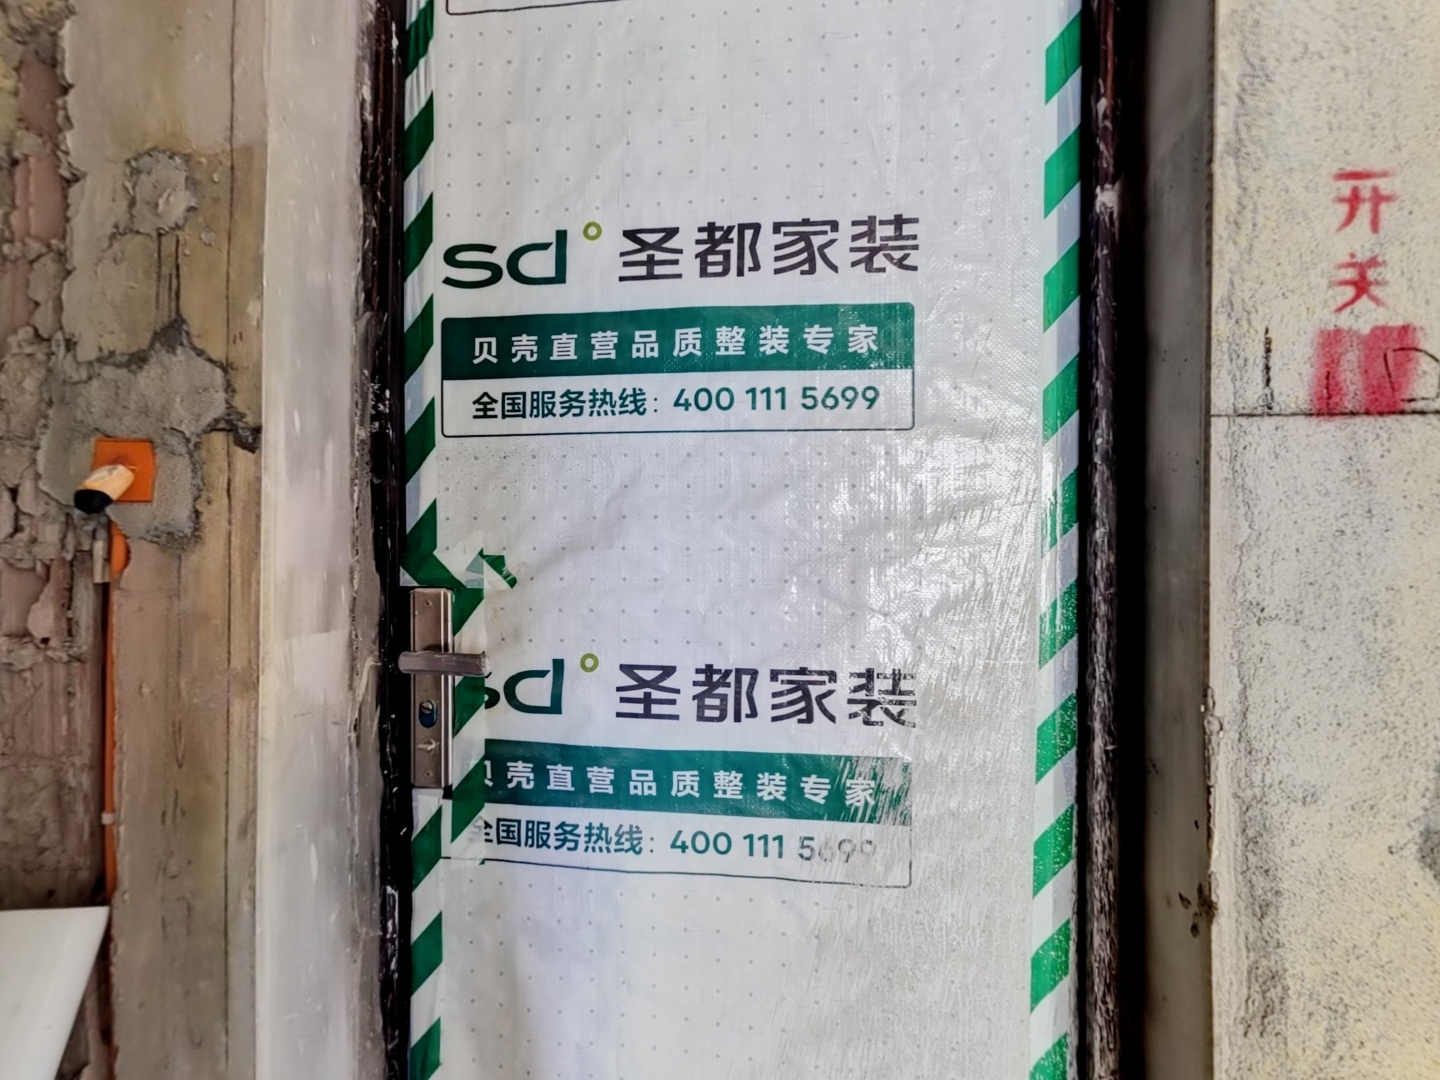 sd° 圣都家装
贝壳直营品质整装专家
全国服务热线：400 111 5699
sd° 圣都家装
贝壳直营品质整装专家
全国服务热线：400 111 5699
开
关